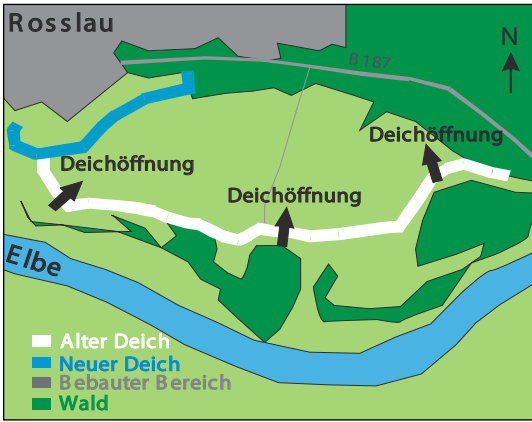 Rosslau
N
B 187
Deichöffnung
Deichöffnung
Deichöffnung
Elbe
Alter Deich
Neuer Deich
Bebauter Bereich
Wald